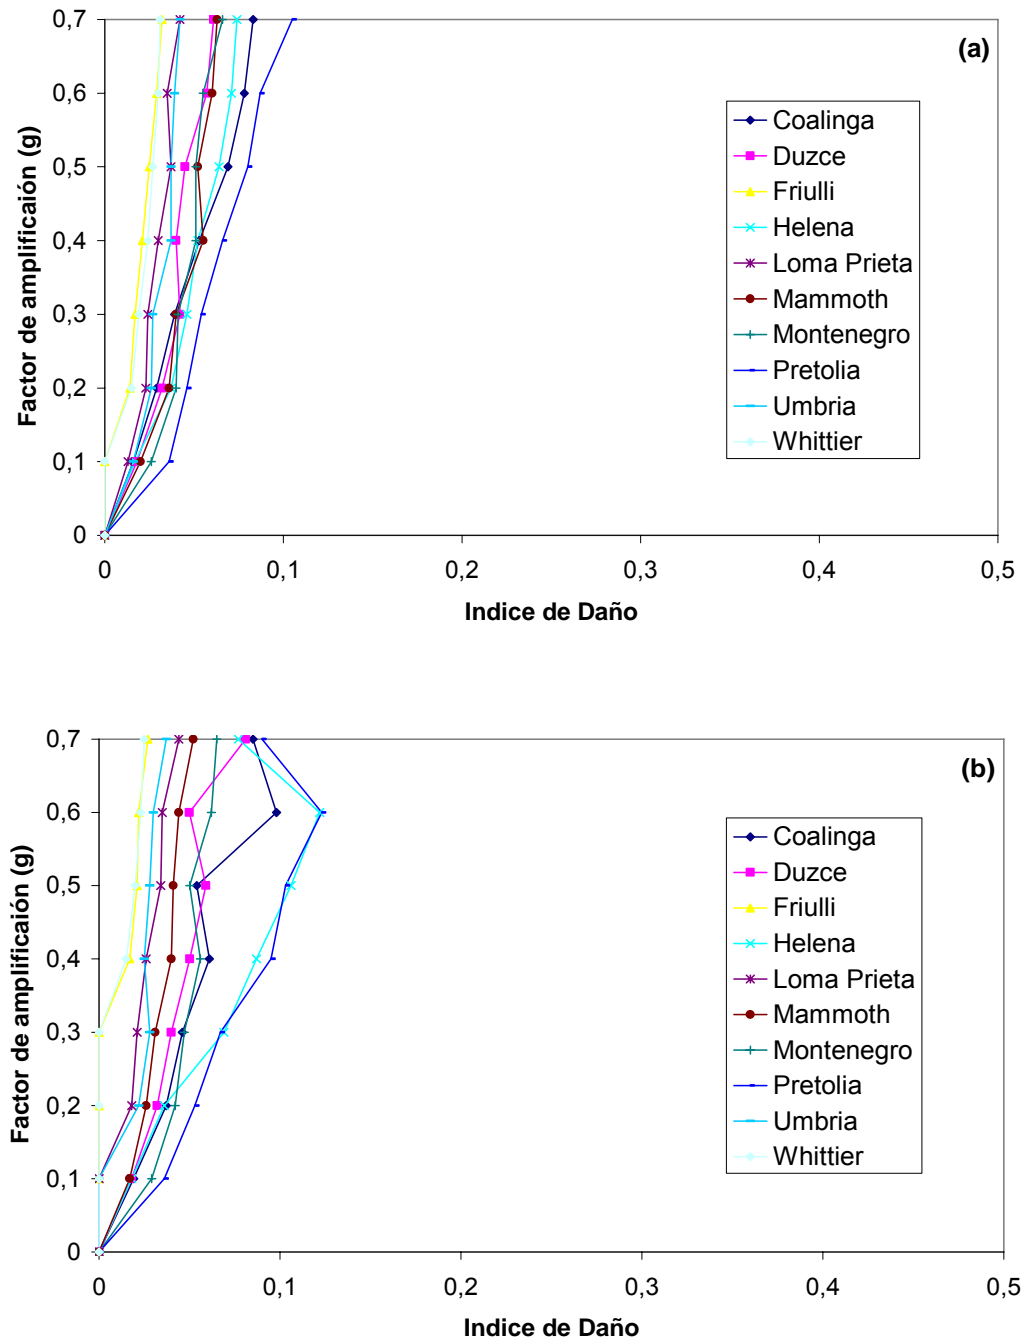 0,7
(a)
0,6
0,5
0,4
0,3
0,2
0,1
0
Factor de amplificaión (g)
Coalinga
Duzce
Friulli
Helena
Loma Prieta
Mammoth
Montenegro
Pretolia
Umbria
Whittier
0 0,1 0,2 0,3 0,4 0,5
Indice de Daño
0,7
(b)
0,6
0,5
0,4
0,3
0,2
0,1
0
Factor de amplificaión (g)
Coalinga
Duzce
Friulli
Helena
Loma Prieta
Mammoth
Montenegro
Pretolia
Umbria
Whittier
0 0,1 0,2 0,3 0,4 0,5
Indice de Daño